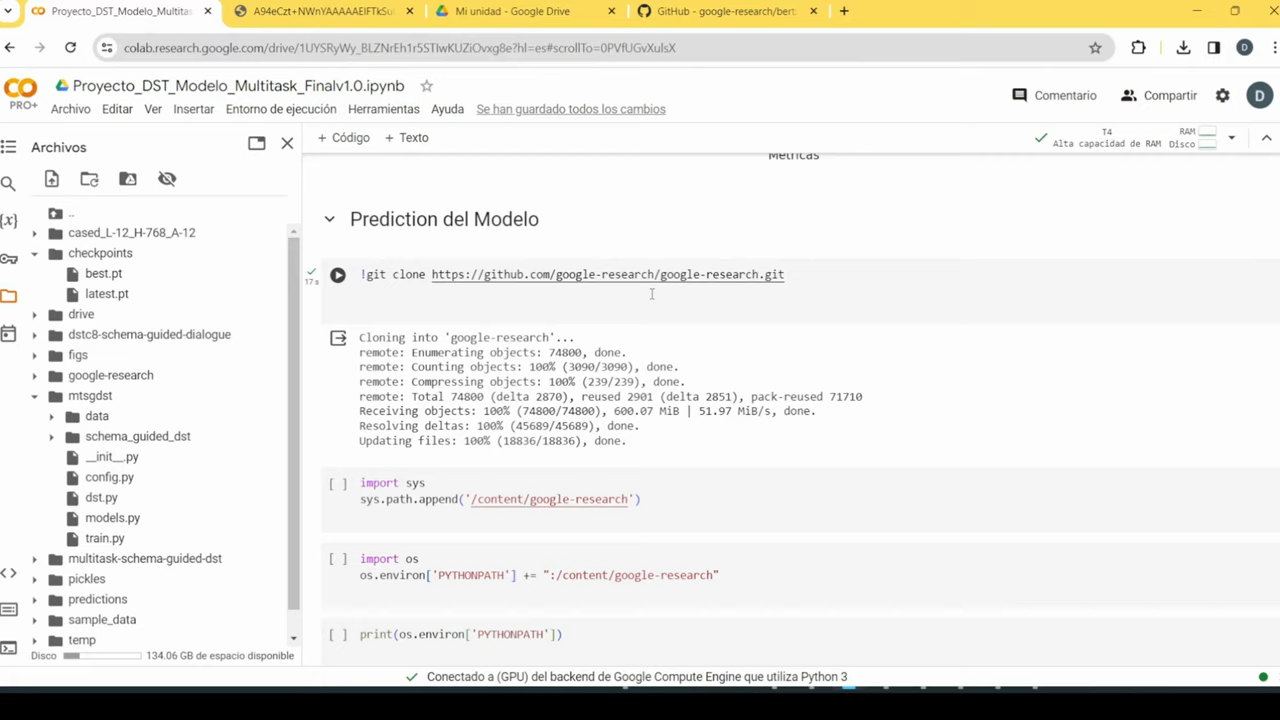 Proyecto_DST_Modelo_Multitask
A94eCzt+NWnYAAAAAElFTkSu
Mi unidad - Google Drive
GitHub - google-research/bert:
colab.research.google.com/drive/1UYSRyWy_BLZNrEh1r5STIwKUZiOvxg8e?hl=es#scrollTo=0PVfUGvXulsX
D
PRO+
Proyecto_DST_Modelo_Multitask_Finalv1.0.ipynb
Archivo Editar Ver Insertar Entorno de ejecución Herramientas Ayuda Se han guardado todos los cambios
Comentario
Compartir
D
Archivos
+ Código + Texto
T4
Alta capacidad de RAM
RAM
Disco
..
cased_L-12_H-768_A-12
checkpoints
best.pt
latest.pt
drive
dstc8-schema-guided-dialogue
figs
google-research
mtsgdst
data
schema_guided_dst
__init__.py
config.py
dst.py
models.py
train.py
multitask-schema-guided-dst
pickles
predictions
sample_data
temp
Disco 134.06 GB de espacio disponible
Metricas
Prediction del Modelo
17 s
!git clone https://github.com/google-research/google-research.git
Cloning into 'google-research'...
remote: Enumerating objects: 74800, done.
remote: Counting objects: 100% (3090/3090), done.
remote: Compressing objects: 100% (239/239), done.
remote: Total 74800 (delta 2870), reused 2901 (delta 2851), pack-reused 71710
Receiving objects: 100% (74800/74800), 600.07 MiB | 51.97 MiB/s, done.
Resolving deltas: 100% (45689/45689), done.
Updating files: 100% (18836/18836), done.
[ ] import sys
sys.path.append('/content/google-research')
[ ] import os
os.environ['PYTHONPATH'] += ":/content/google-research"
[ ] print(os.environ['PYTHONPATH'])
Conectado a (GPU) del backend de Google Compute Engine que utiliza Python 3